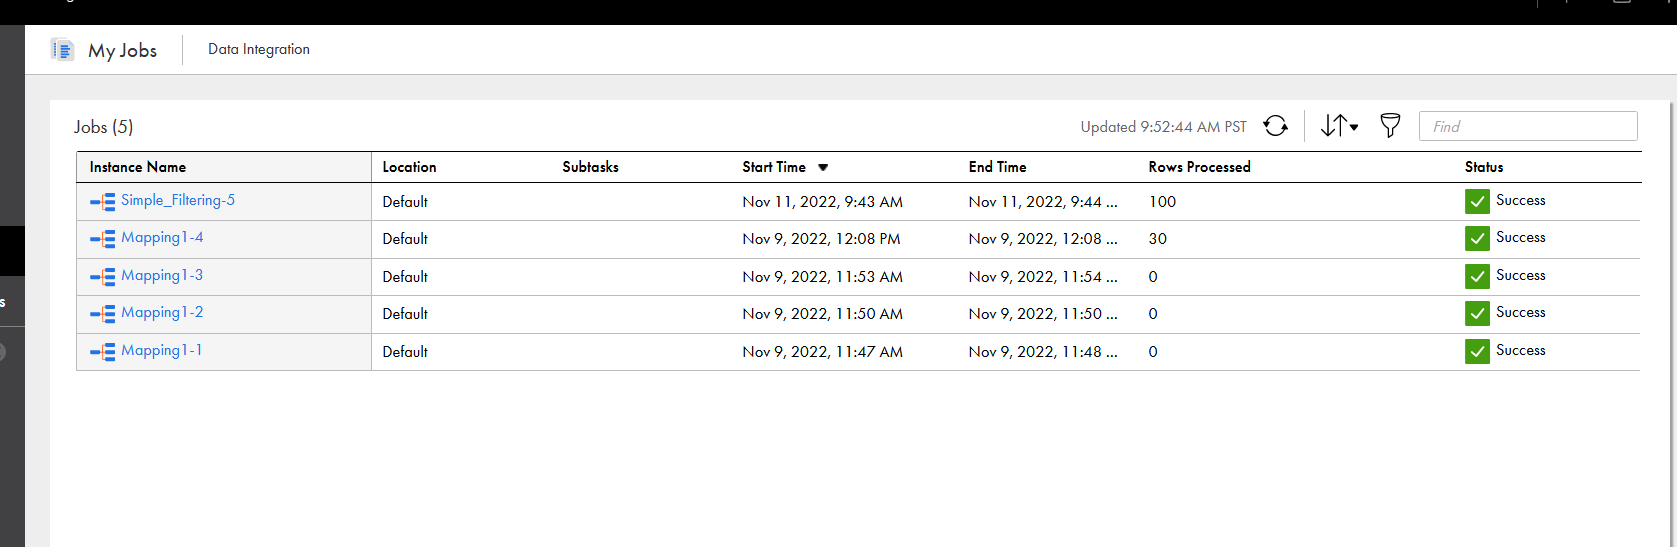 My Jobs Data Integration
Jobs (5) Updated 9:52:44 AM PST Find
Instance Name Location Subtasks Start Time End Time Rows Processed Status
Simple_Filtering-5 Default Nov 11, 2022, 9:43 AM Nov 11, 2022, 9:44 ... 100 Success
Mapping1-4 Default Nov 9, 2022, 12:08 PM Nov 9, 2022, 12:08 ... 30 Success
Mapping1-3 Default Nov 9, 2022, 11:53 AM Nov 9, 2022, 11:54 ... 0 Success
s
Mapping1-2 Default Nov 9, 2022, 11:50 AM Nov 9, 2022, 11:50 ... 0 Success
Mapping1-1 Default Nov 9, 2022, 11:47 AM Nov 9, 2022, 11:48 ... 0 Success